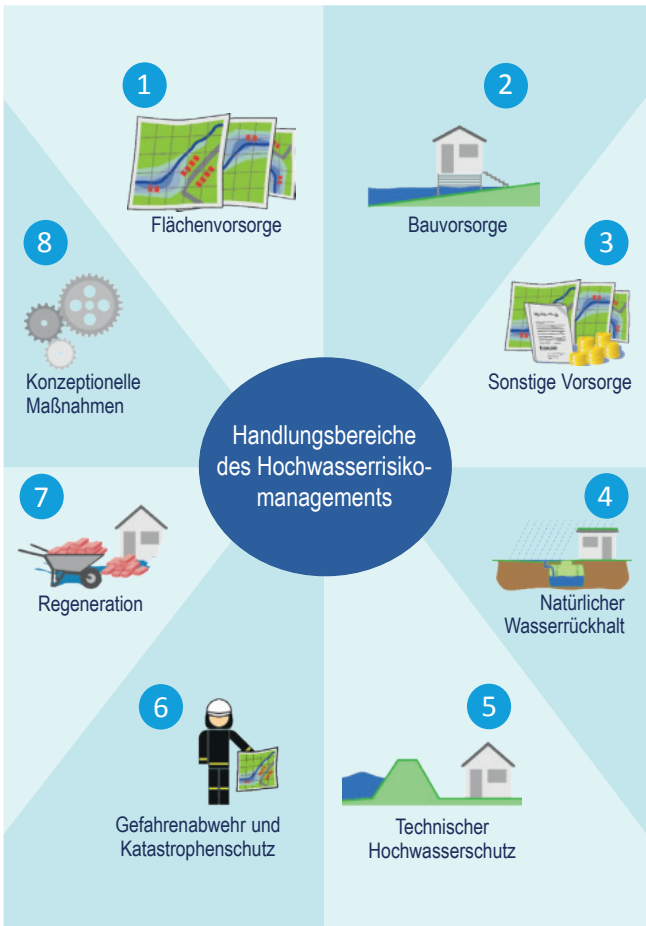 1
Flächenvorsorge
2
Bauvorsorge
3
Sonstige Vorsorge
4
Natürlicher
Wasserrückhalt
5
Technischer
Hochwasserschutz
6
Gefahrenabwehr und
Katastrophenschutz
7
Regeneration
8
Konzeptionelle
Maßnahmen
Handlungsbereiche
des Hochwasserrisiko-
managements